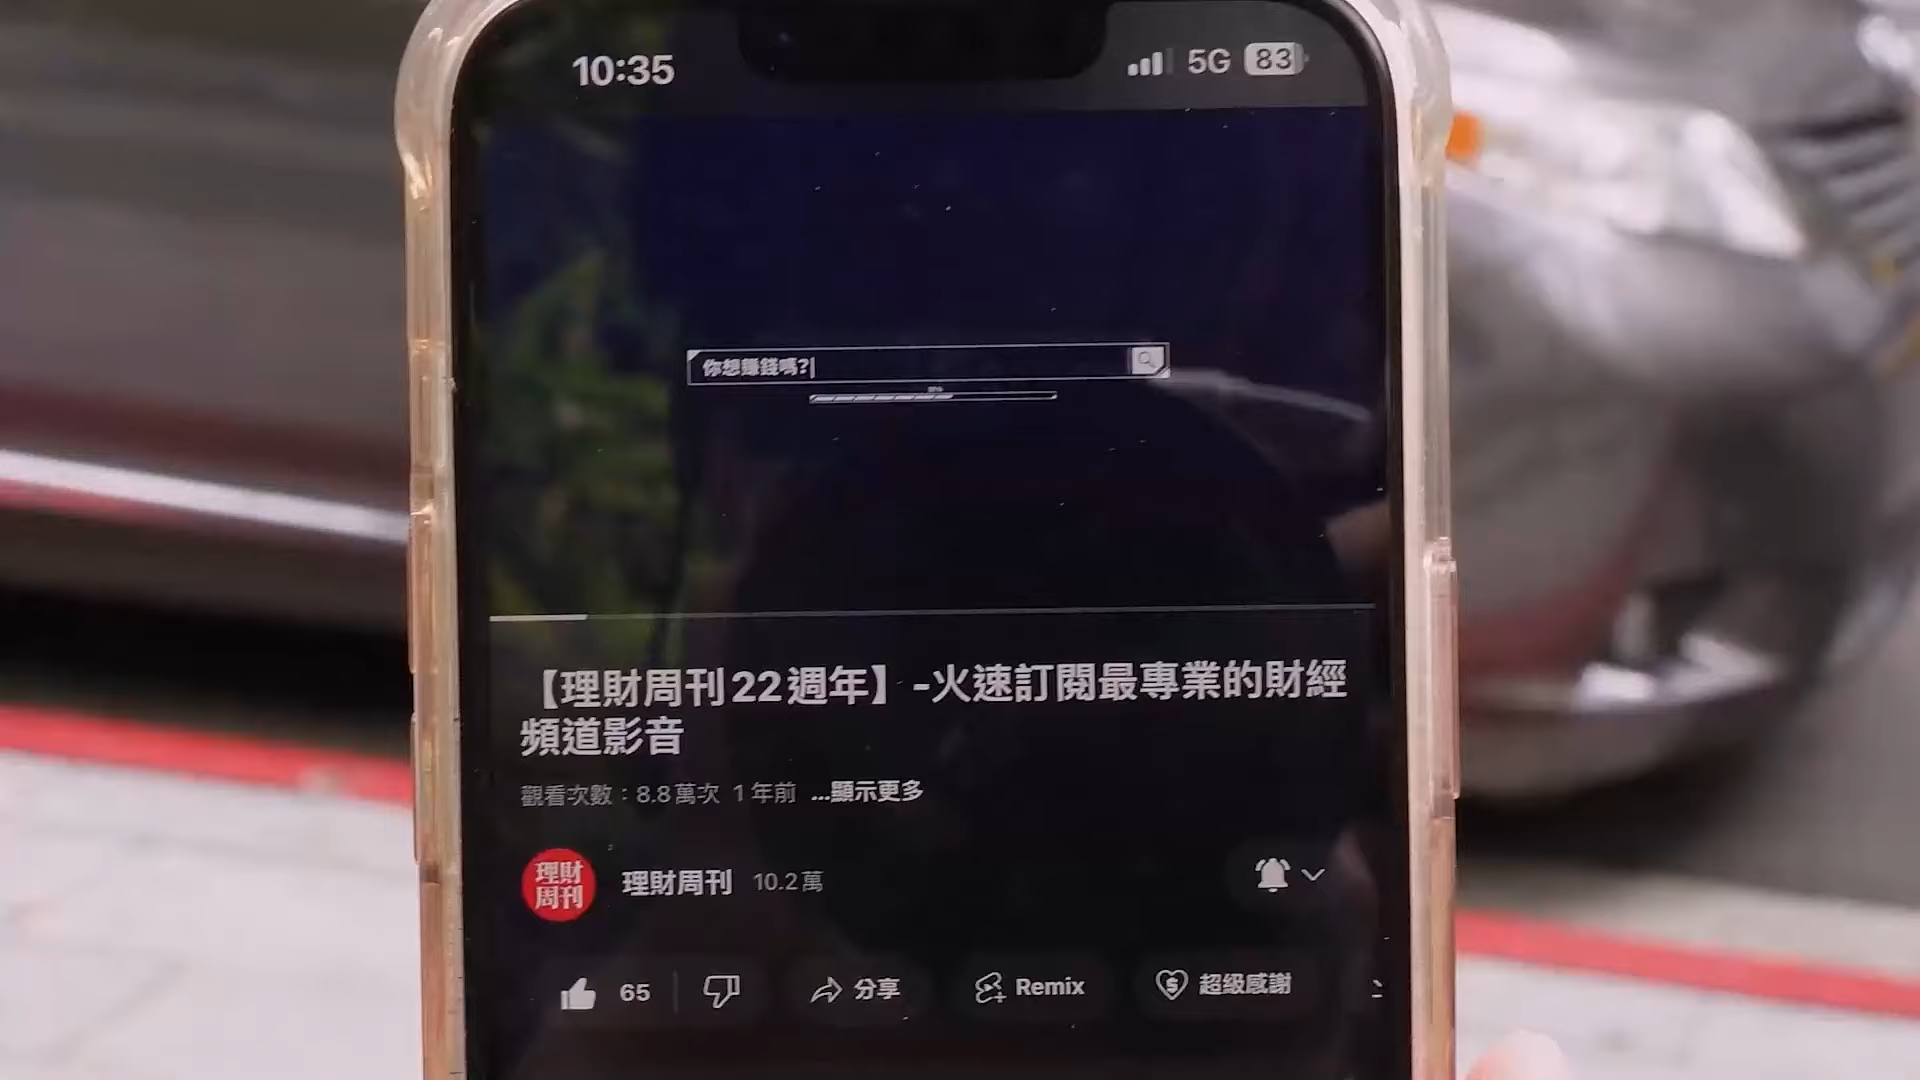 10:35
5G 83
你想賺錢嗎?
【理財周刊22週年】-火速訂閱最專業的財經
頻道影音
觀看次數：8.8萬次 1年前 ...顯示更多
理財
周刊
理財周刊 10.2萬
65 分享 Remix 超級感謝